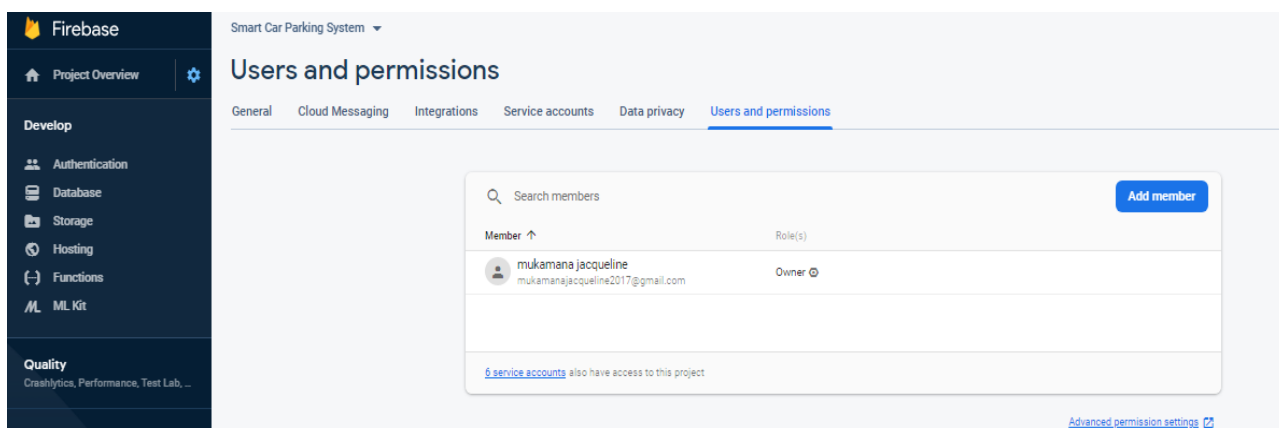 Firebase
Project Overview
Develop
Authentication
Database
Storage
Hosting
Functions
ML Kit
Quality
Crashlytics, Performance, Test Lab, ...
Smart Car Parking System
Users and permissions
General Cloud Messaging Integrations Service accounts Data privacy Users and permissions
Search members
Add member
Member Role(s)
mukamana jacqueline
mukamanajacqueline2017@gmail.com
Owner
6 service accounts also have access to this project
Advanced permission settings